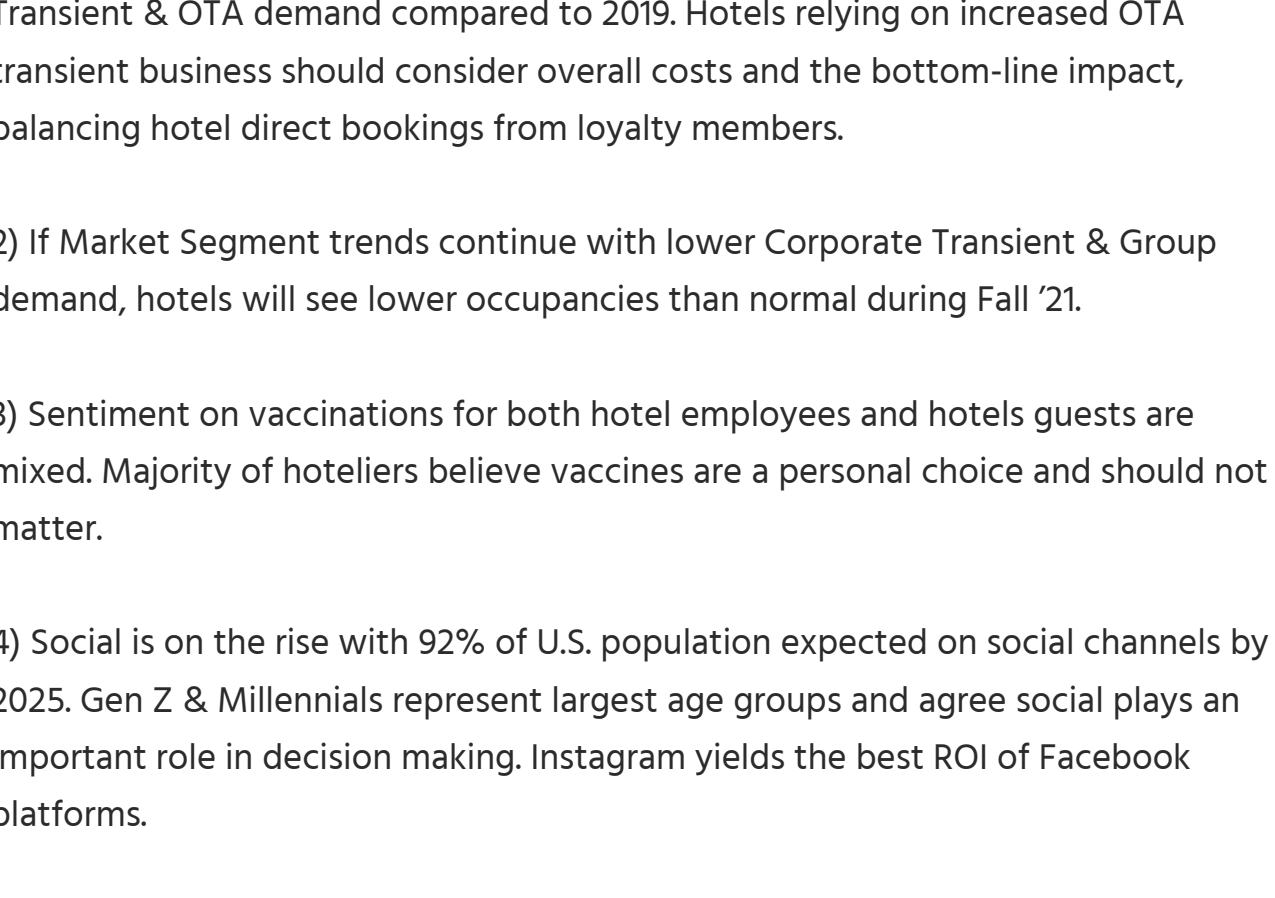 Transient & OTA demand compared to 2019. Hotels relying on increased OTA
transient business should consider overall costs and the bottom-line impact,
balancing hotel direct bookings from loyalty members.
2) If Market Segment trends continue with lower Corporate Transient & Group
demand, hotels will see lower occupancies than normal during Fall ’21.
3) Sentiment on vaccinations for both hotel employees and hotels guests are
mixed. Majority of hoteliers believe vaccines are a personal choice and should not
matter.
4) Social is on the rise with 92% of U.S. population expected on social channels by
2025. Gen Z & Millennials represent largest age groups and agree social plays an
important role in decision making. Instagram yields the best ROI of Facebook
platforms.